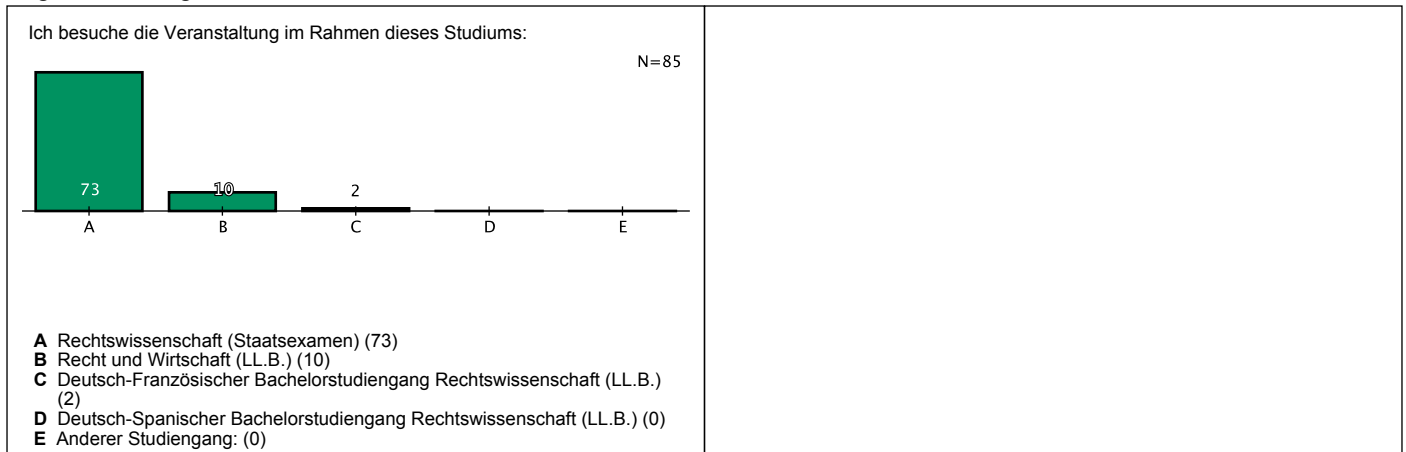 Ich besuche die Veranstaltung im Rahmen dieses Studiums:
N=85
73
10
2
A
B
C
D
E
A Rechtswissenschaft (Staatsexamen) (73)
B Recht und Wirtschaft (LL.B.) (10)
C Deutsch-Französischer Bachelorstudiengang Rechtswissenschaft (LL.B.)
(2)
D Deutsch-Spanischer Bachelorstudiengang Rechtswissenschaft (LL.B.) (0)
E Anderer Studiengang: (0)